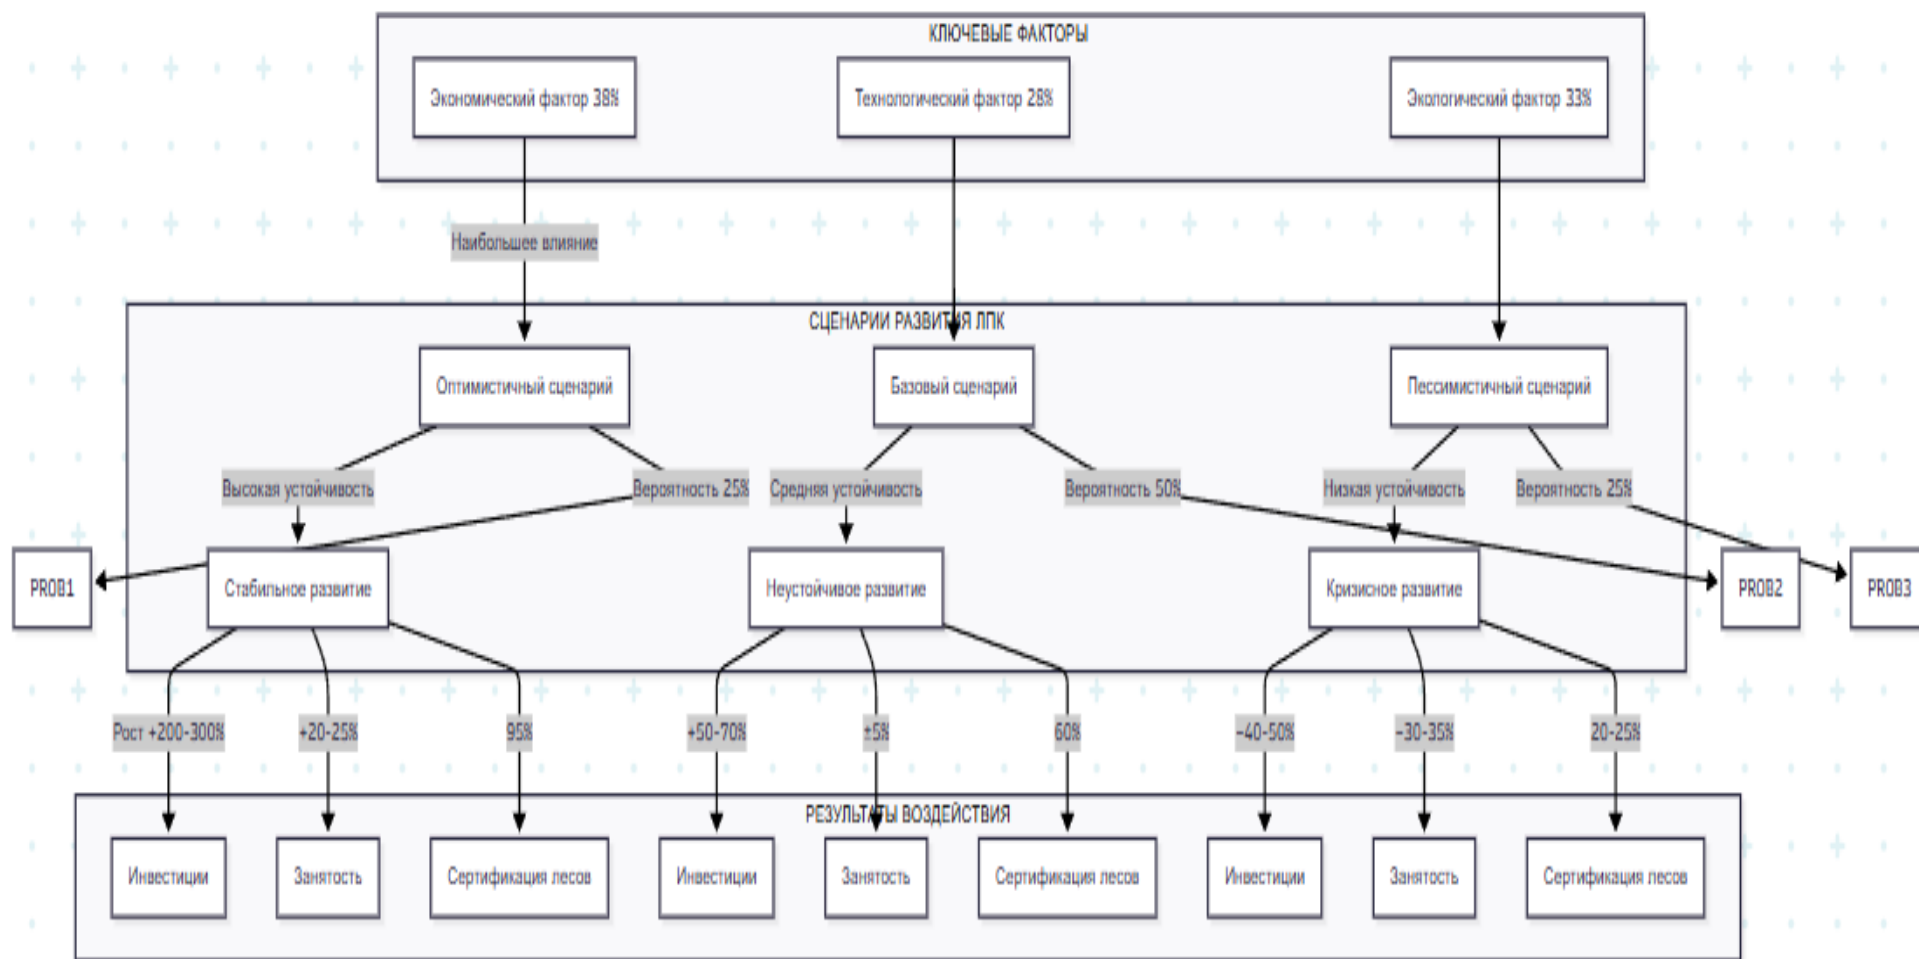 КЛЮЧЕВЫЕ ФАКТОРЫ
Экономический фактор 38%
Технологический фактор 28%
Экологический фактор 33%
Наибольшее влияние
СЦЕНАРИИ РАЗВИТИЯ ЛПК
Оптимистичный сценарий
Базовый сценарий
Пессимистичный сценарий
Высокая устойчивость
Вероятность 25%
Средняя устойчивость
Вероятность 50%
Низкая устойчивость
Вероятность 25%
PROB1
Стабильное развитие
Неустойчивое развитие
Кризисное развитие
PROB2
PROB3
Рост +200-300%
+20-25%
95%
+50-70%
±5%
60%
−40-50%
−30-35%
20-25%
РЕЗУЛЬТАТЫ ВОЗДЕЙСТВИЯ
Инвестиции
Занятость
Сертификация лесов
Инвестиции
Занятость
Сертификация лесов
Инвестиции
Занятость
Сертификация лесов